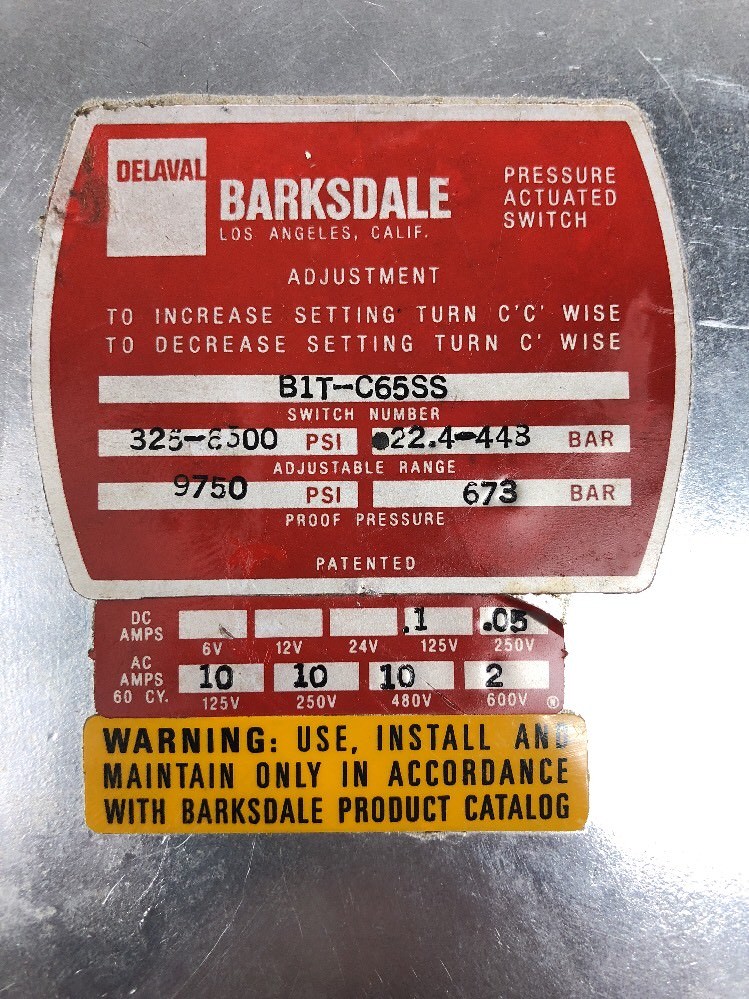 DELAVAL
BARKSDALE
LOS ANGELES, CALIF.
PRESSURE
ACTUATED
SWITCH
ADJUSTMENT
TO INCREASE SETTING TURN C'C' WISE
TO DECREASE SETTING TURN C' WISE
B1T-C65SS
SWITCH NUMBER
325-6500 PSI 22.4-448 BAR
ADJUSTABLE RANGE
9750 PSI 673 BAR
PROOF PRESSURE
PATENTED
DC AMPS .1 .05
6V 12V 24V 125V 250V
AC AMPS 60 CY. 10 10 10 2
125V 250V 480V 600V
WARNING: USE, INSTALL AND
MAINTAIN ONLY IN ACCORDANCE
WITH BARKSDALE PRODUCT CATALOG